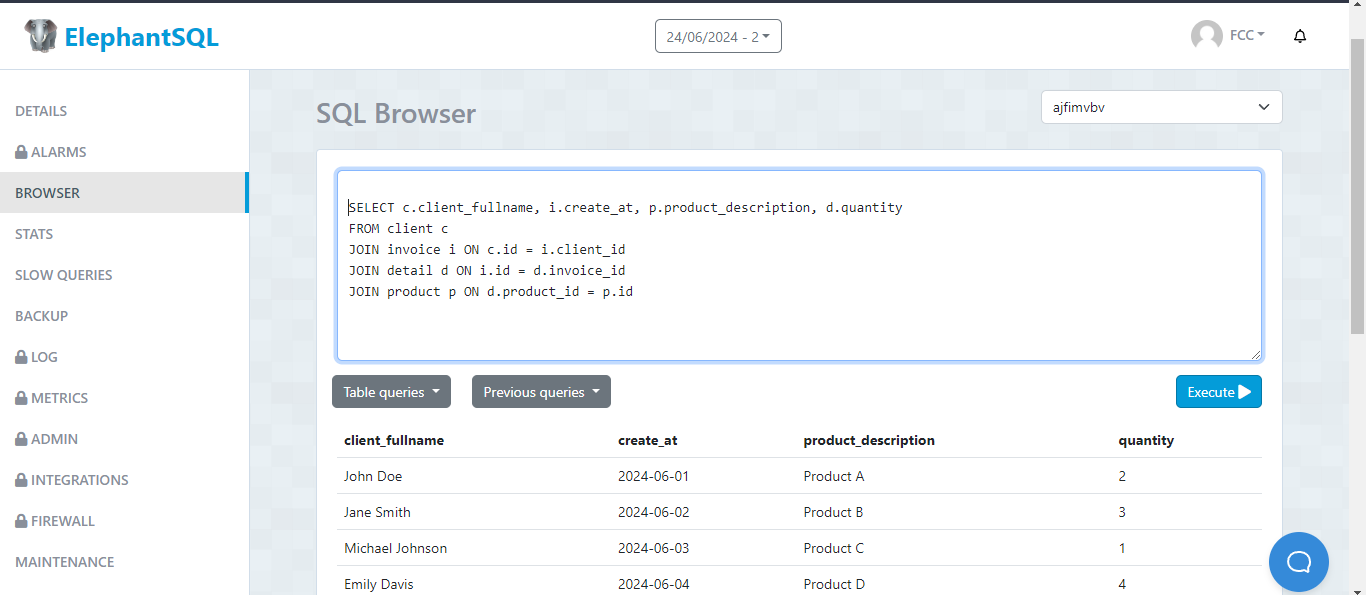 ElephantSQL
24/06/2024 - 2
FCC
DETAILS
ALARMS
BROWSER
STATS
SLOW QUERIES
BACKUP
LOG
METRICS
ADMIN
INTEGRATIONS
FIREWALL
MAINTENANCE
SQL Browser
ajfimvbv
SELECT c.client_fullname, i.create_at, p.product_description, d.quantity
FROM client c
JOIN invoice i ON c.id = i.client_id
JOIN detail d ON i.id = d.invoice_id
JOIN product p ON d.product_id = p.id
Table queries
Previous queries
Execute
client_fullname create_at product_description quantity
John Doe 2024-06-01 Product A 2
Jane Smith 2024-06-02 Product B 3
Michael Johnson 2024-06-03 Product C 1
Emily Davis 2024-06-04 Product D 4